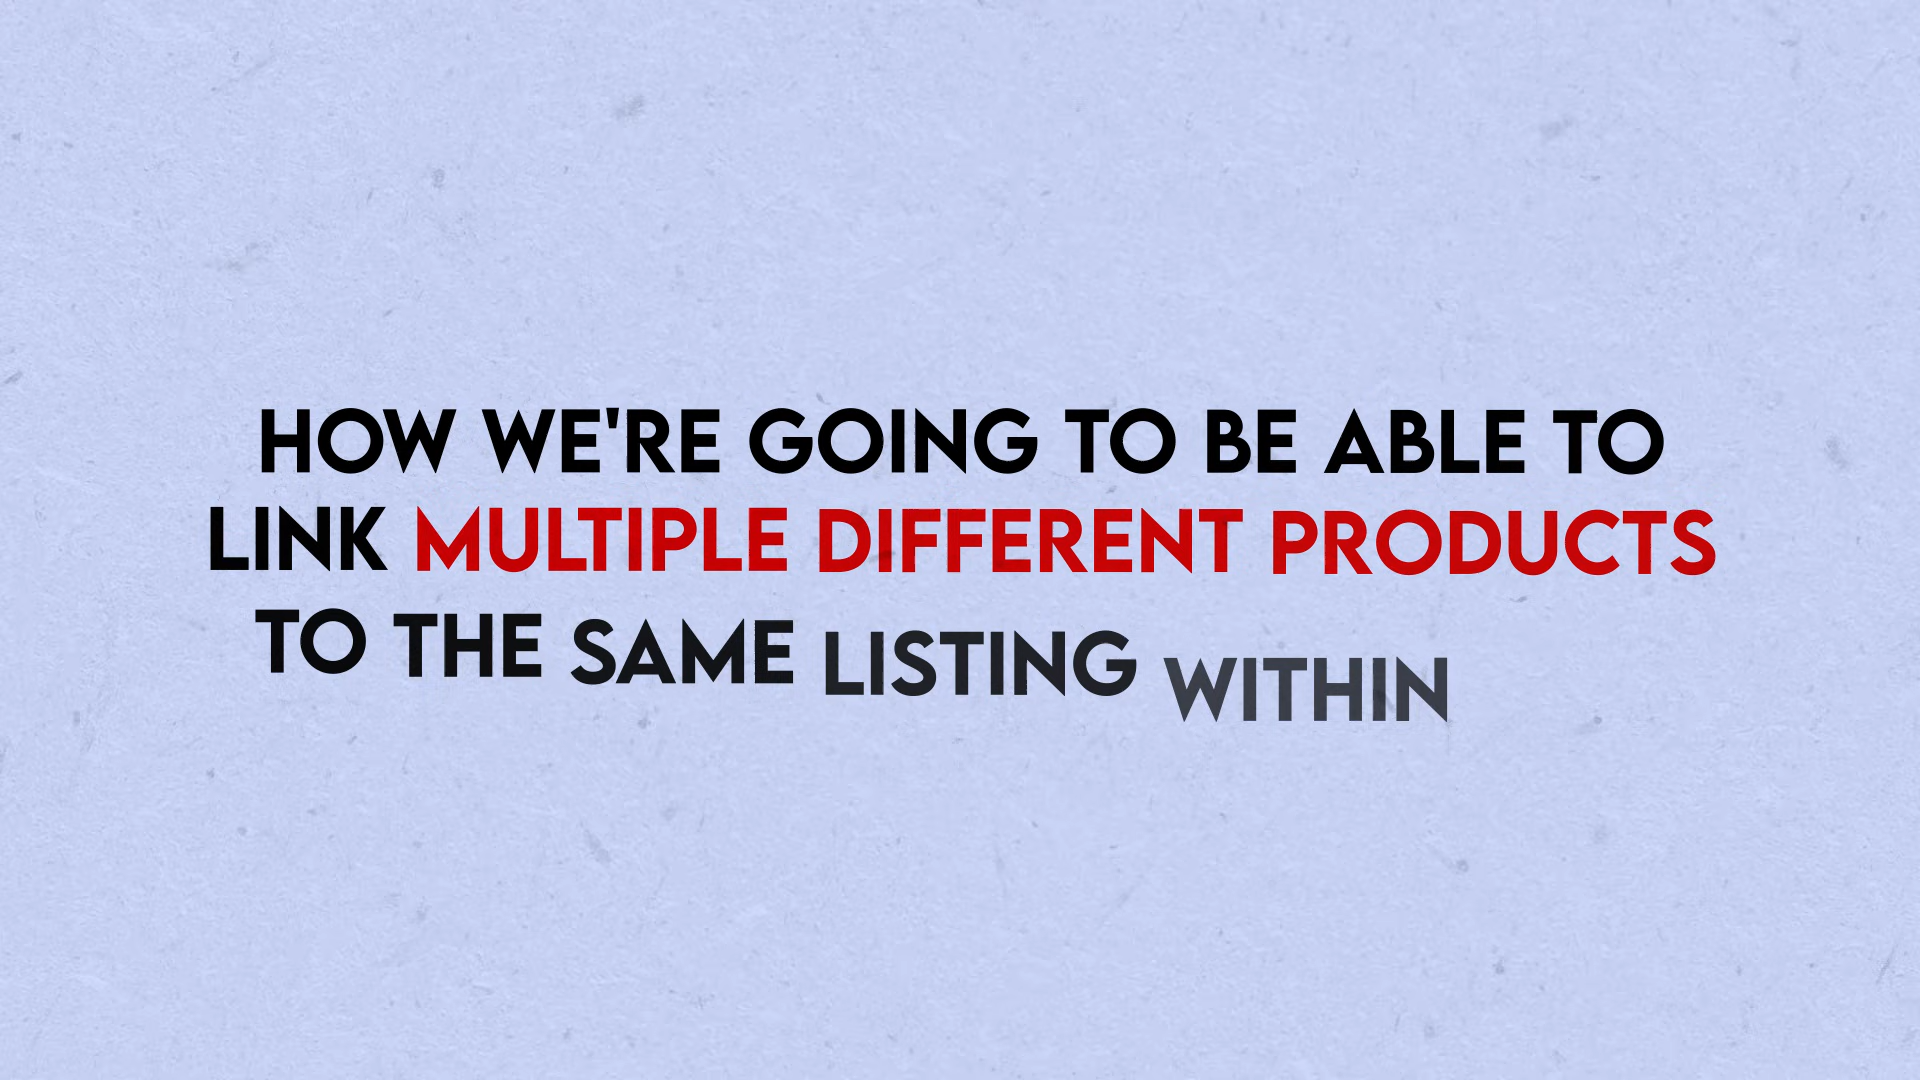 HOW WE'RE GOING TO BE ABLE TO
LINK MULTIPLE DIFFERENT PRODUCTS
TO THE SAME LISTING WITHIN